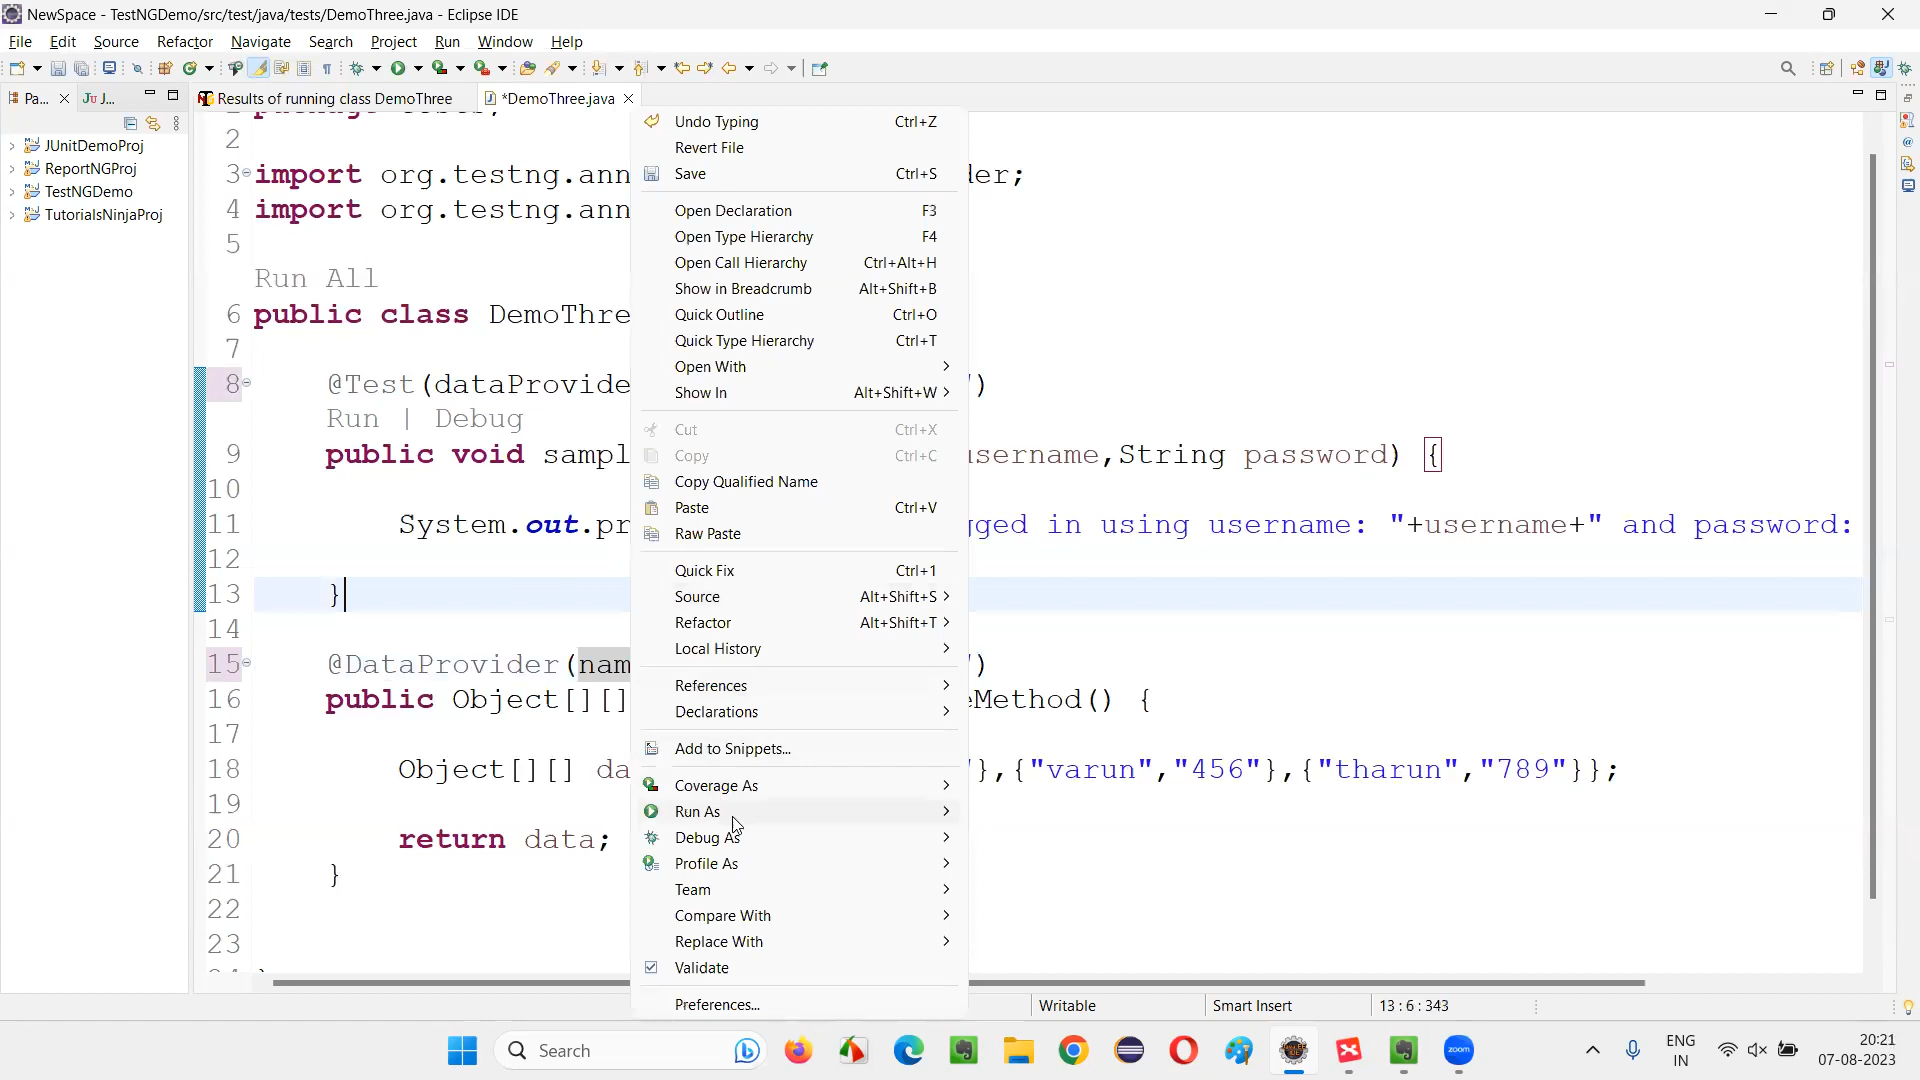 NewSpace - TestNGDemo/src/test/java/tests/DemoThree.java - Eclipse IDE
File Edit Source Refactor Navigate Search Project Run Window Help
Pa... J... Results of running class DemoThree *DemoThree.java
JUnitDemoProj
ReportNGProj
TestNGDemo
TutorialsNinjaProj
2
3 import org.testng.ann der;
4 import org.testng.ann
5
Run All
6 public class DemoThre
7
8 @Test(dataProvide )
Run | Debug
9 public void sampl username,String password) {
10
11 System.out.pr gged in using username: "+username+" and password:
12
13 }
14
15 @DataProvider(nam )
16 public Object[][] eMethod() {
17
18 Object[][] da },{"varun","456"},{"tharun","789"}};
19
20 return data;
21 }
22
23
Undo Typing Ctrl+Z
Revert File
Save Ctrl+S
Open Declaration F3
Open Type Hierarchy F4
Open Call Hierarchy Ctrl+Alt+H
Show in Breadcrumb Alt+Shift+B
Quick Outline Ctrl+O
Quick Type Hierarchy Ctrl+T
Open With
Show In Alt+Shift+W
Cut Ctrl+X
Copy Ctrl+C
Copy Qualified Name
Paste Ctrl+V
Raw Paste
Quick Fix Ctrl+1
Source Alt+Shift+S
Refactor Alt+Shift+T
Local History
References
Declarations
Add to Snippets...
Coverage As
Run As
Debug As
Profile As
Team
Compare With
Replace With
Validate
Preferences...
Writable Smart Insert 13 : 6 : 343
Search zoom ENG 20:21
IN 07-08-2023